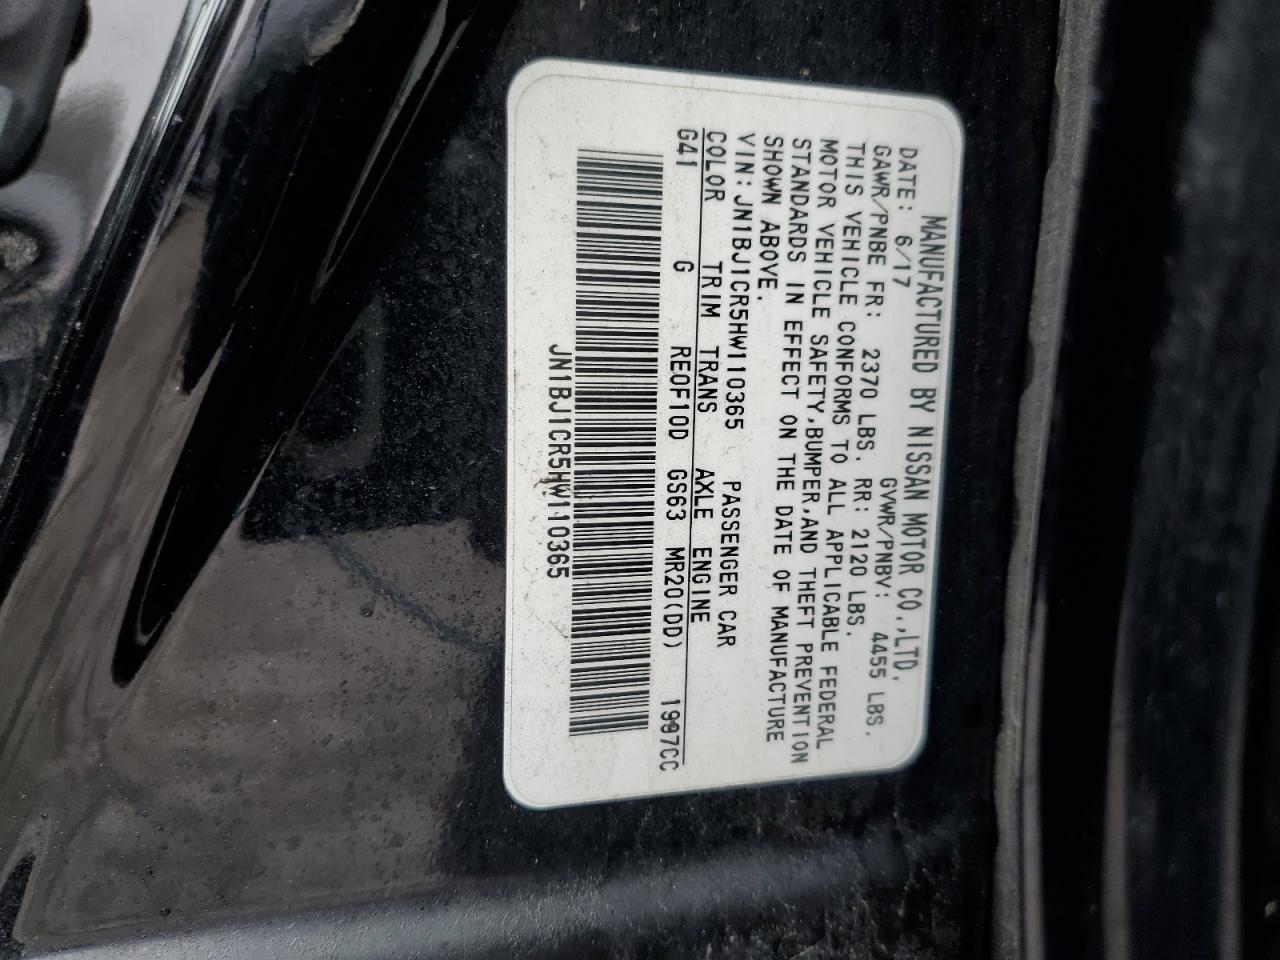 MANUFACTURED BY NISSAN MOTOR CO.,LTD.
DATE: 6/17 GVWR/PNBV: 4455 LBS.
GAWR/PNBE FR: 2370 LBS. RR: 2120 LBS.
THIS VEHICLE CONFORMS TO ALL APPLICABLE FEDERAL
MOTOR VEHICLE SAFETY,BUMPER,AND THEFT PREVENTION
STANDARDS IN EFFECT ON THE DATE OF MANUFACTURE
SHOWN ABOVE.
VIN: JN1BJ1CR5HW110365 PASSENGER CAR
COLOR TRIM TRANS AXLE ENGINE
G41 G RE0F10D GS63 MR20(DD) 1997CC
JN1BJ1CR5HW110365